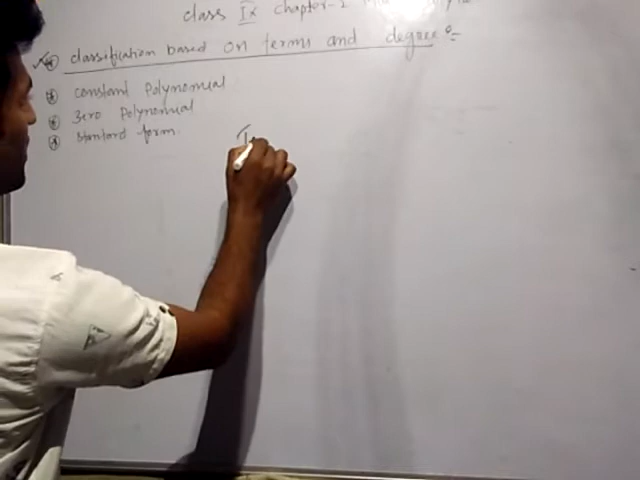 class IX chapter-2
classification based on terms and degree :-
constant Polynomial
Zero Polynomial
Standard form.